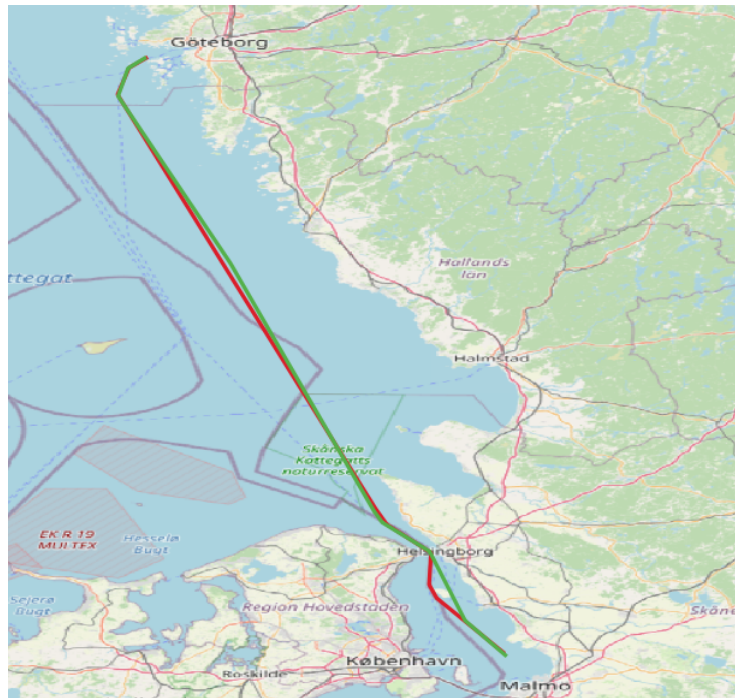 Göteborg
Hallands
län
ttegat
Halmstad
Skånska
Kattegatts
naturreservat
EK R 19
MULTEX
Hesselø
Bugt
Helsingborg
Sejerø
Bugt
Region Hovedstaden
Skåne
København
Roskilde
Malmö